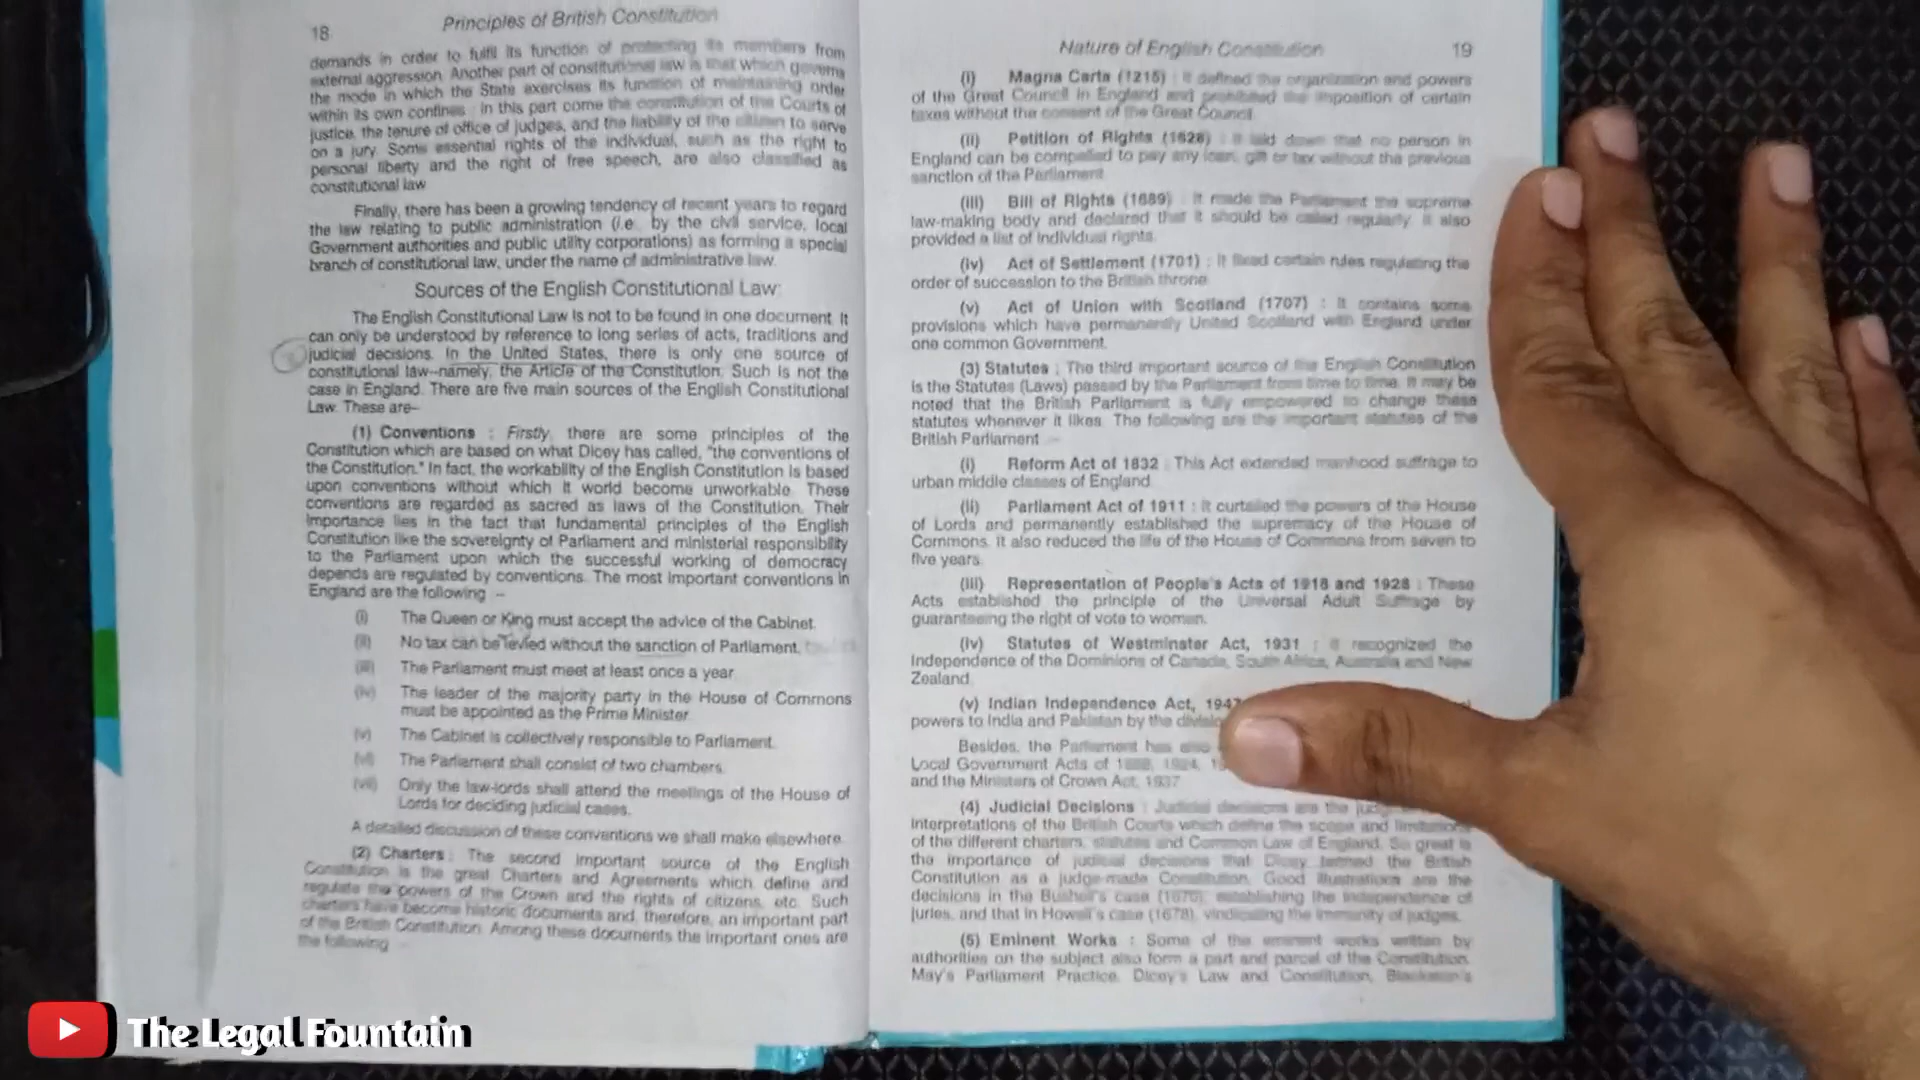 18
Principles of British Constitution
demands in order to fulfil its function of protecting its members from
external aggression. Another part of constitutional law is that which governs
the mode in which the State exercises its function of maintaining order
within its own confines. In this part come the constitution of the Courts of
justice, the tenure of office of judges, and the liability of the citizen to serve
on a jury. Some essential rights of the individual, such as the right to
personal liberty and the right of free speech, are also classified as
constitutional law
Finally, there has been a growing tendency of recent years to regard
the law relating to public administration (i.e. by the civil service, local
Government authorities and public utility corporations) as forming a special
branch of constitutional law, under the name of administrative law.
Sources of the English Constitutional Law:
The English Constitutional Law is not to be found in one document. It
can only be understood by reference to long series of acts, traditions and
judicial decisions. In the United States, there is only one source of
constitutional law--namely, the Article of the Constitution. Such is not the
case in England. There are five main sources of the English Constitutional
Law. These are–
(1) Conventions : Firstly, there are some principles of the
Constitution which are based on what Dicey has called, "the conventions of
the Constitution." In fact, the workability of the English Constitution is based
upon conventions without which it world become unworkable. These
conventions are regarded as sacred as laws of the Constitution. Their
importance lies in the fact that fundamental principles of the English
Constitution like the sovereignty of Parliament and ministerial responsibility
to the Parliament upon which the successful working of democracy
depends are regulated by conventions. The most important conventions in
England are the following –
(i) The Queen or King must accept the advice of the Cabinet.
(ii) No tax can be levied without the sanction of Parliament.
(iii) The Parliament must meet at least once a year
(iv) The leader of the majority party in the House of Commons
must be appointed as the Prime Minister.
(v) The Cabinet is collectively responsible to Parliament.
(vi) The Parliament shall consist of two chambers.
(vii) Only the law-lords shall attend the meetings of the House of
Lords for deciding judicial cases.
A detailed discussion of these conventions we shall make elsewhere.
(2) Charters : The second important source of the English
Constitution is the great Charters and Agreements which define and
regulate the powers of the Crown and the rights of citizens, etc. Such
charters have become historic documents and, therefore, an important part
of the British Constitution. Among these documents the important ones are
the following
Nature of English Constitution
19
(i) Magna Carta (1215) : It defined the organization and powers
of the Great Council in England and prohibited the imposition of certain
taxes without the consent of the Great Council.
(ii) Petition of Rights (1628) : It laid down that no person in
England can be compelled to pay any loan, gift or tax without the previous
sanction of the Parliament.
(iii) Bill of Rights (1689) : It made the Parliament the supreme
law-making body and declared that it should be called regularly. It also
provided a list of individual rights.
(iv) Act of Settlement (1701) : It fixed certain rules regulating the
order of succession to the British throne.
(v) Act of Union with Scotland (1707) : It contains some
provisions which have permanently United Scotland with England under
one common Government.
(3) Statutes : The third important source of the English Constitution
is the Statutes (Laws) passed by the Parliament from time to time. It may be
noted that the British Parliament is fully empowered to change these
statutes whenever it likes. The following are the important statutes of the
British Parliament –
(i) Reform Act of 1832 : This Act extended manhood suffrage to
urban middle classes of England.
(ii) Parliament Act of 1911 : It curtailed the powers of the House
of Lords and permanently established the supremacy of the House of
Commons. It also reduced the life of the House of Commons from seven to
five years.
(iii) Representation of People's Acts of 1918 and 1928 : These
Acts established the principle of the Universal Adult Suffrage by
guaranteeing the right of vote to women.
(iv) Statutes of Westminster Act, 1931 : It recognized the
Independence of the Dominions of Canada, South Africa, Australia and New
Zealand.
(v) Indian Independence Act, 1947
powers to India and Pakistan by the
Besides, the Parliament has also
Local Government Acts of 1888, 1924,
and the Ministers of Crown Act, 1937.
(4) Judicial Decisions : Judicial decisions are the
interpretations of the British Courts which define the scope and limitations
of the different charters, statutes and Common Law of England. So great is
the importance of judicial decisions that Dicey termed the British
Constitution as a judge-made Constitution. Good illustrations are the
decisions in the Bushell's case (1670), establishing the independence of
juries, and that in Howell's case (1678), vindicating the immunity of judges.
(5) Eminent Works : Some of the eminent works written by
authorities on the subject also form a part and parcel of the Constitution.
May's Parliament Practice, Dicey's Law and Constitution, Blackston's
The Legal Fountain